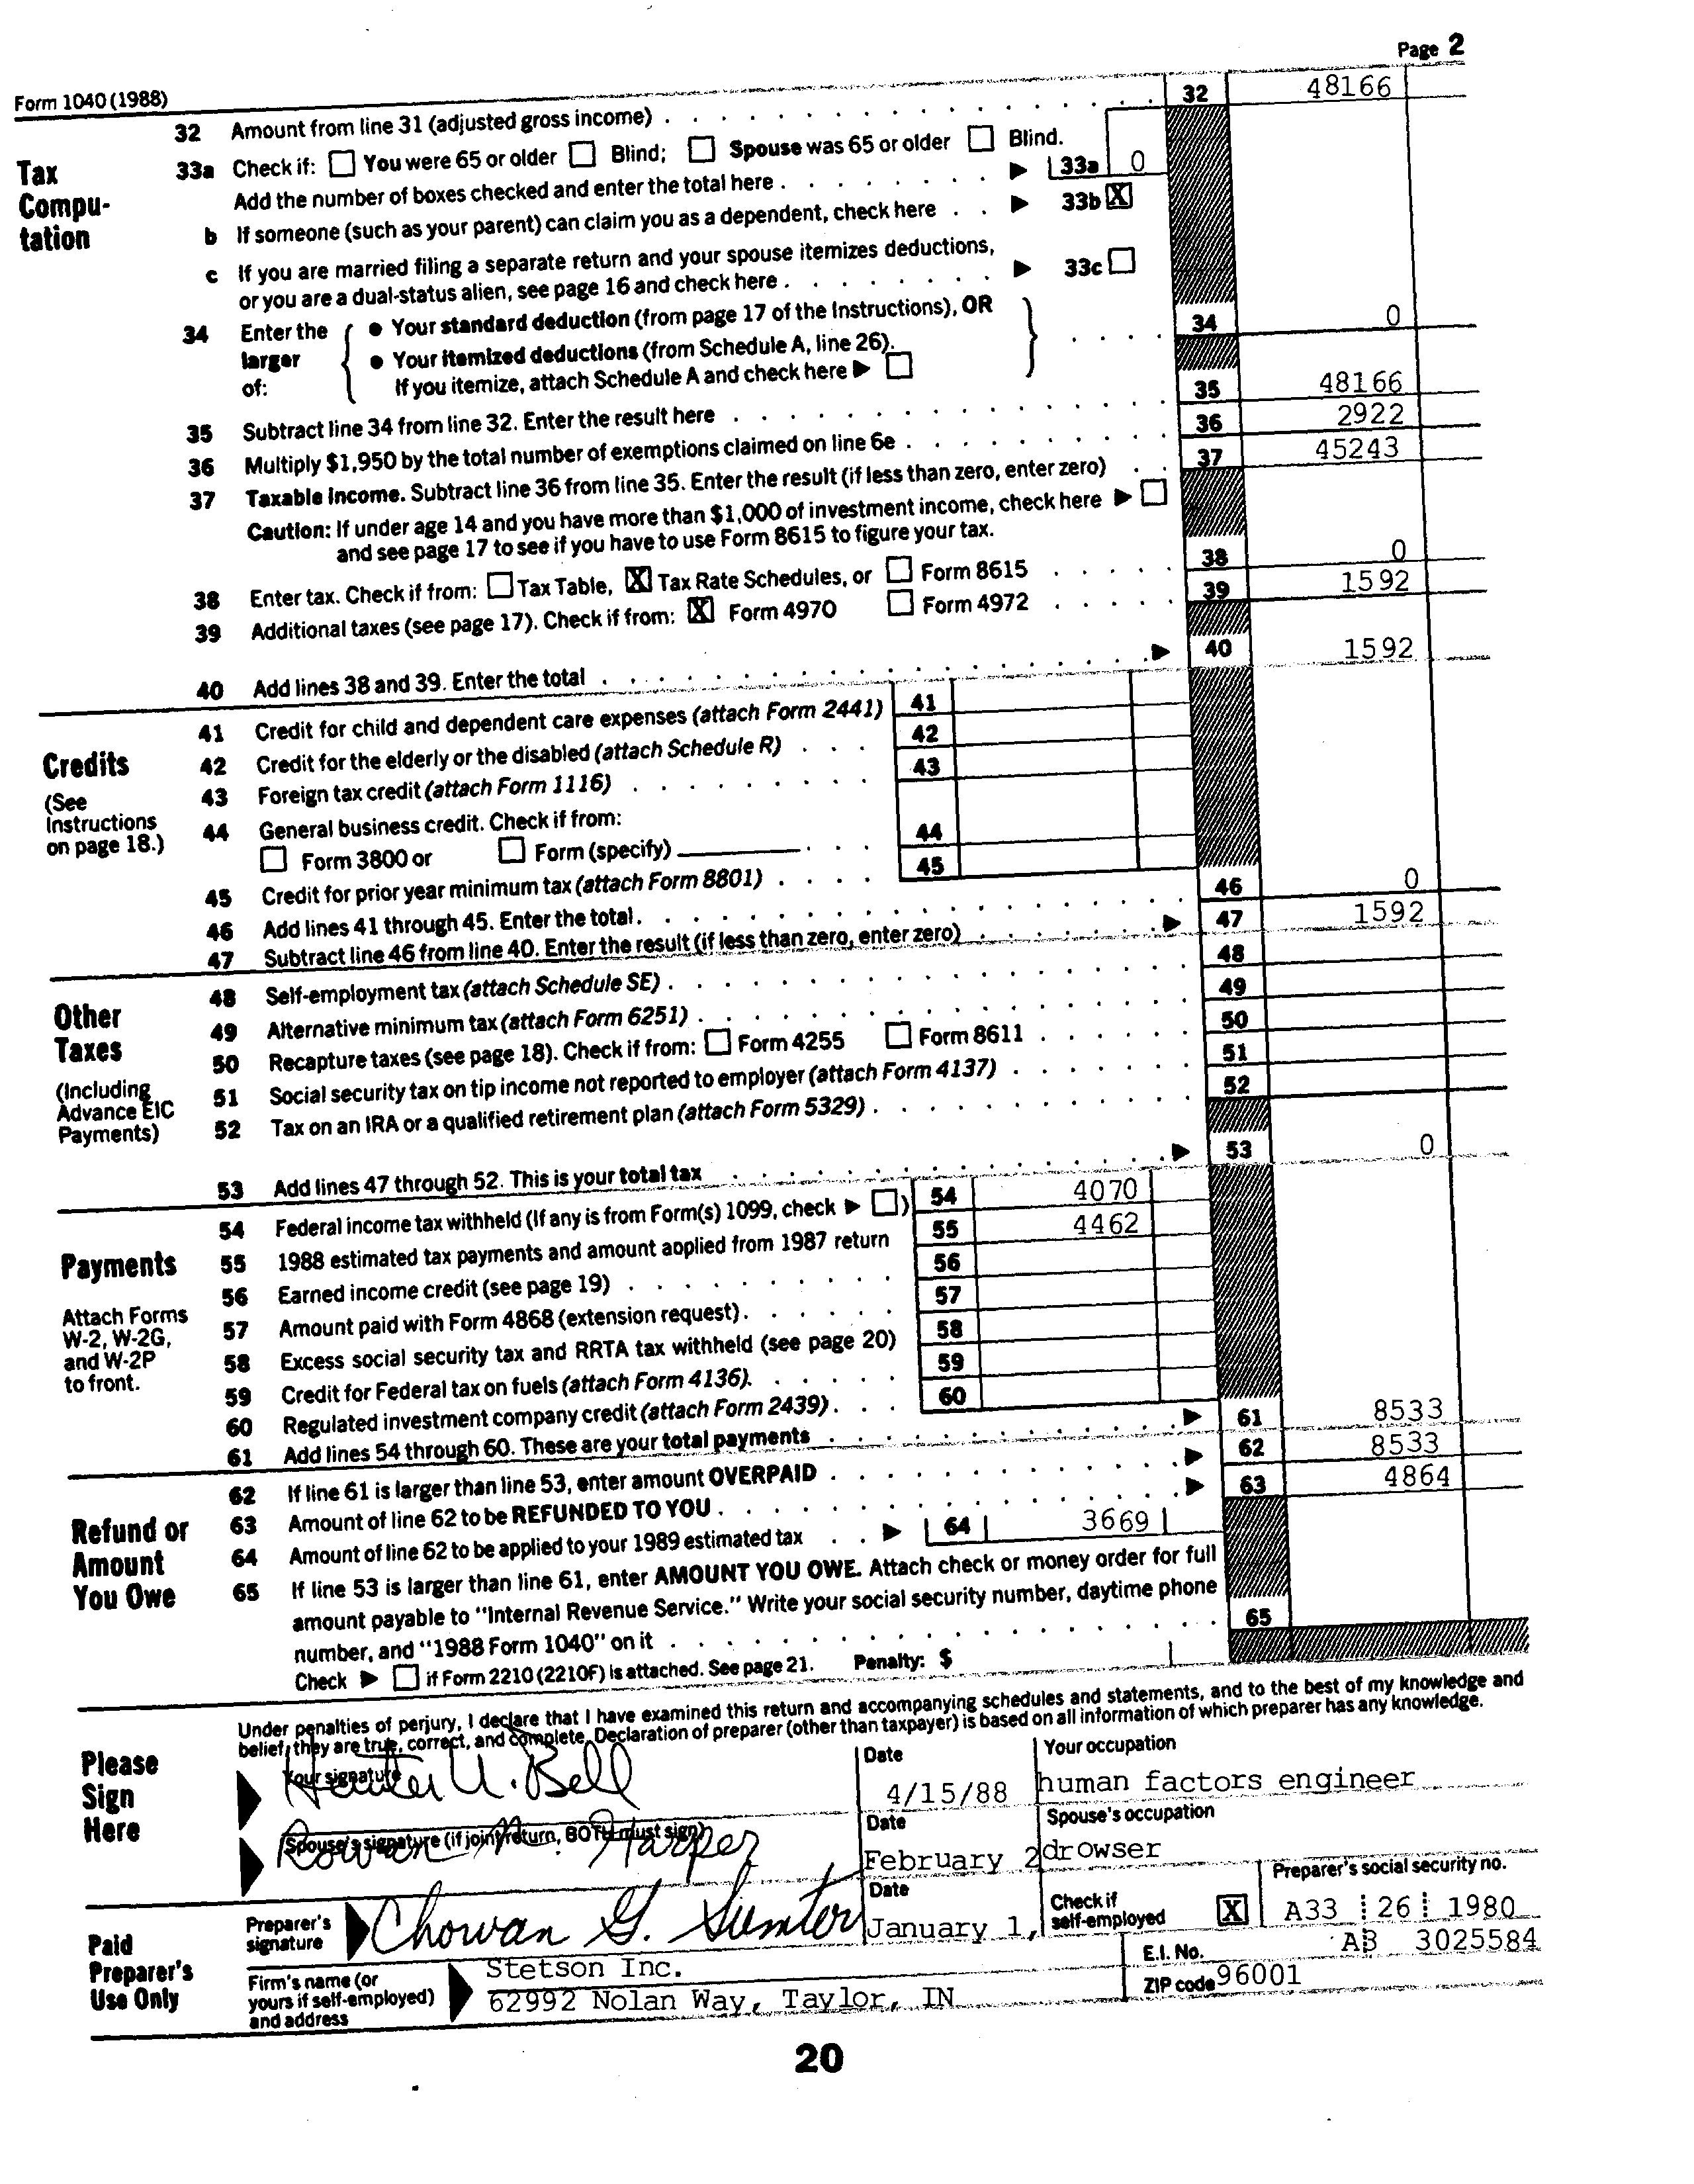 Page 2
Form 1040 (1988)
32 Amount from line 31 (adjusted gross income) 32 48166
Tax Compu- tation
33a Check if: You were 65 or older Blind; Spouse was 65 or older Blind.
Add the number of boxes checked and enter the total here 33a 0
b If someone (such as your parent) can claim you as a dependent, check here 33b X
c If you are married filing a separate return and your spouse itemizes deductions,
or you are a dual-status alien, see page 16 and check here 33c
34 Enter the larger of:
• Your standard deduction (from page 17 of the Instructions), OR
• Your itemized deductions (from Schedule A, line 26).
If you itemize, attach Schedule A and check here
34 0
35 Subtract line 34 from line 32. Enter the result here 35 48166
36 Multiply $1,950 by the total number of exemptions claimed on line 6e 36 2922
37 Taxable income. Subtract line 36 from line 35. Enter the result (if less than zero, enter zero) 37 45243
Caution: If under age 14 and you have more than $1,000 of investment income, check here
and see page 17 to see if you have to use Form 8615 to figure your tax.
38 Enter tax. Check if from: Tax Table, X Tax Rate Schedules, or Form 8615 38 0
39 Additional taxes (see page 17). Check if from: X Form 4970 Form 4972 39 1592
40 Add lines 38 and 39. Enter the total 40 1592
Credits
(See Instructions on page 18.)
41 Credit for child and dependent care expenses (attach Form 2441) 41
42 Credit for the elderly or the disabled (attach Schedule R) 42
43 Foreign tax credit (attach Form 1116) 43
44 General business credit. Check if from:
Form 3800 or Form (specify) 44
45 Credit for prior year minimum tax (attach Form 8801) 45
46 Add lines 41 through 45. Enter the total 46 0
47 Subtract line 46 from line 40. Enter the result (if less than zero, enter zero) 47 1592
Other Taxes
(Including Advance EIC Payments)
48 Self-employment tax (attach Schedule SE) 48
49 Alternative minimum tax (attach Form 6251) 49
50 Recapture taxes (see page 18). Check if from: Form 4255 Form 8611 50
51 Social security tax on tip income not reported to employer (attach Form 4137) 51
52 Tax on an IRA or a qualified retirement plan (attach Form 5329) 52
53 Add lines 47 through 52. This is your total tax 53 0
Payments
Attach Forms W-2, W-2G, and W-2P to front.
54 Federal income tax withheld (If any is from Form(s) 1099, check ) 54 4070
55 1988 estimated tax payments and amount applied from 1987 return 55 4462
56 Earned income credit (see page 19) 56
57 Amount paid with Form 4868 (extension request) 57
58 Excess social security tax and RRTA tax withheld (see page 20) 58
59 Credit for Federal tax on fuels (attach Form 4136) 59
60 Regulated investment company credit (attach Form 2439) 60
61 Add lines 54 through 60. These are your total payments 61 8533
Refund or Amount You Owe
62 If line 61 is larger than line 53, enter amount OVERPAID 62 8533
63 Amount of line 62 to be REFUNDED TO YOU 63 4864
64 Amount of line 62 to be applied to your 1989 estimated tax 64 3669
65 If line 53 is larger than line 61, enter AMOUNT YOU OWE. Attach check or money order for full
amount payable to "Internal Revenue Service." Write your social security number, daytime phone
number, and "1988 Form 1040" on it 65
Check if Form 2210 (2210F) is attached. See page 21. Penalty: $
Please Sign Here
Under penalties of perjury, I declare that I have examined this return and accompanying schedules and statements, and to the best of my knowledge and
belief, they are true, correct, and complete. Declaration of preparer (other than taxpayer) is based on all information of which preparer has any knowledge.
Your signature U. Bell Date 4/15/88 Your occupation human factors engineer
Spouse's signature (if joint return, BOTH must sign) Rowan M. Harper Date February 2 Spouse's occupation drowser
Paid Preparer's Use Only
Preparer's signature Chowan G. Sumter Date January 1, Check if self-employed X Preparer's social security no. A33 26 1980
Firm's name (or yours if self-employed) and address Stetson Inc. E.I. No. AB 3025584
62992 Nolan Way, Taylor, IN ZIP code 96001
20